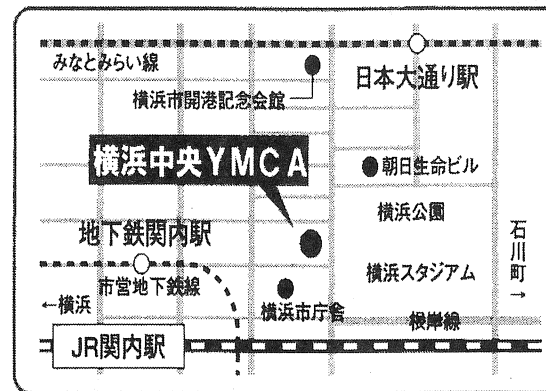 みなとみらい線
日本大通り駅
横浜市開港記念会館
横浜中央YMCA
朝日生命ビル
横浜公園
地下鉄関内駅
石川町→
横浜スタジアム
市営地下鉄線
←横浜
横浜市庁舎
根岸線
JR関内駅